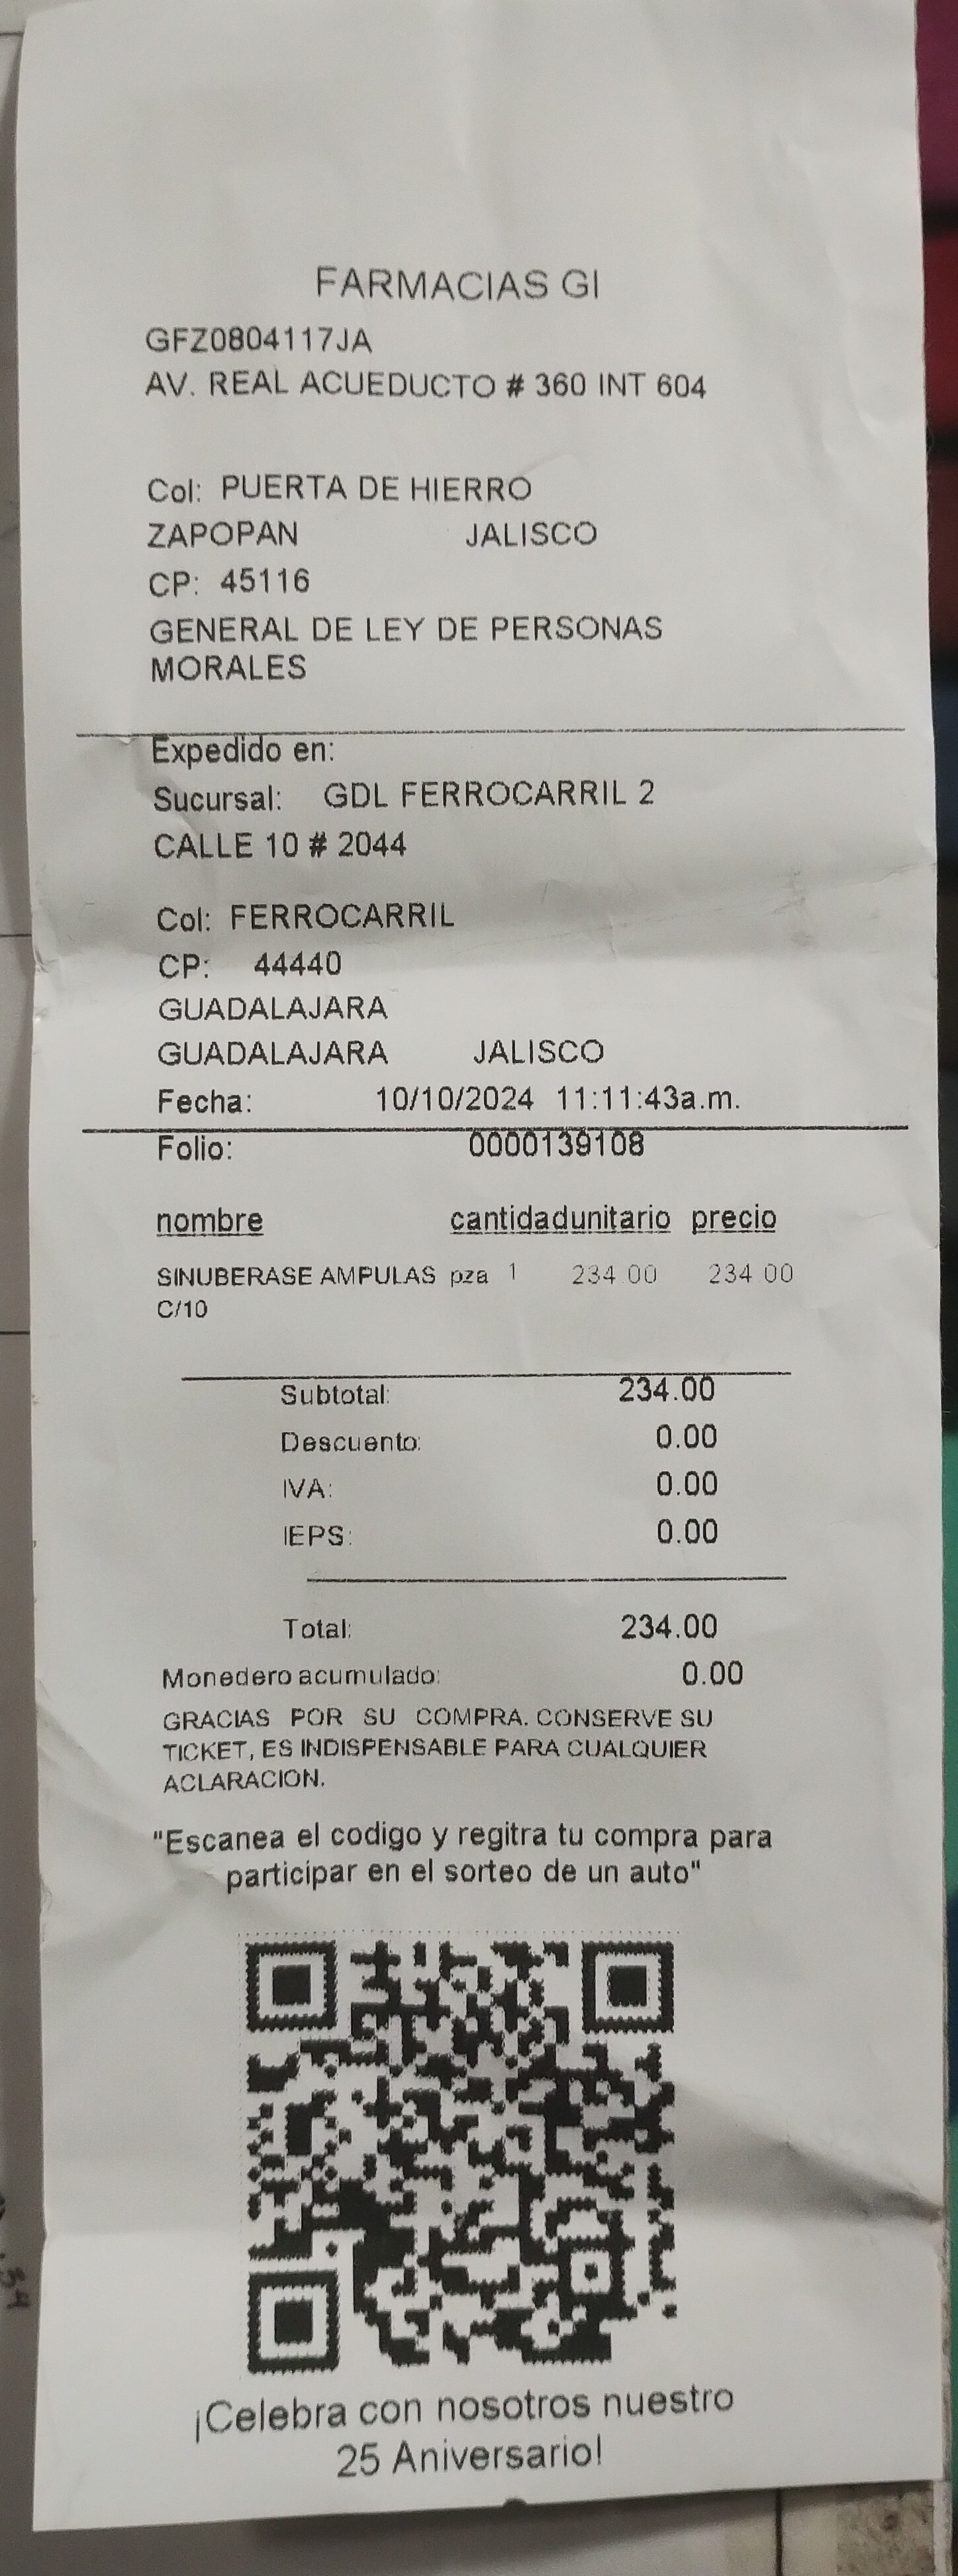 FARMACIAS GI
GFZ0804117JA
AV. REAL ACUEDUCTO # 360 INT 604
Col: PUERTA DE HIERRO
ZAPOPAN JALISCO
CP: 45116
GENERAL DE LEY DE PERSONAS
MORALES
Expedido en:
Sucursal: GDL FERROCARRIL 2
CALLE 10 # 2044
Col: FERROCARRIL
CP: 44440
GUADALAJARA
GUADALAJARA JALISCO
Fecha: 10/10/2024 11:11:43a.m.
Folio: 0000139108
nombre cantidadunitario precio
SINUBERASE AMPULAS pza 1 234.00 234.00
C/10
Subtotal: 234.00
Descuento: 0.00
IVA: 0.00
IEPS: 0.00
Total: 234.00
Monedero acumulado: 0.00
GRACIAS POR SU COMPRA. CONSERVE SU
TICKET, ES INDISPENSABLE PARA CUALQUIER
ACLARACION.
"Escanea el codigo y regitra tu compra para
participar en el sorteo de un auto"
¡Celebra con nosotros nuestro
25 Aniversario!